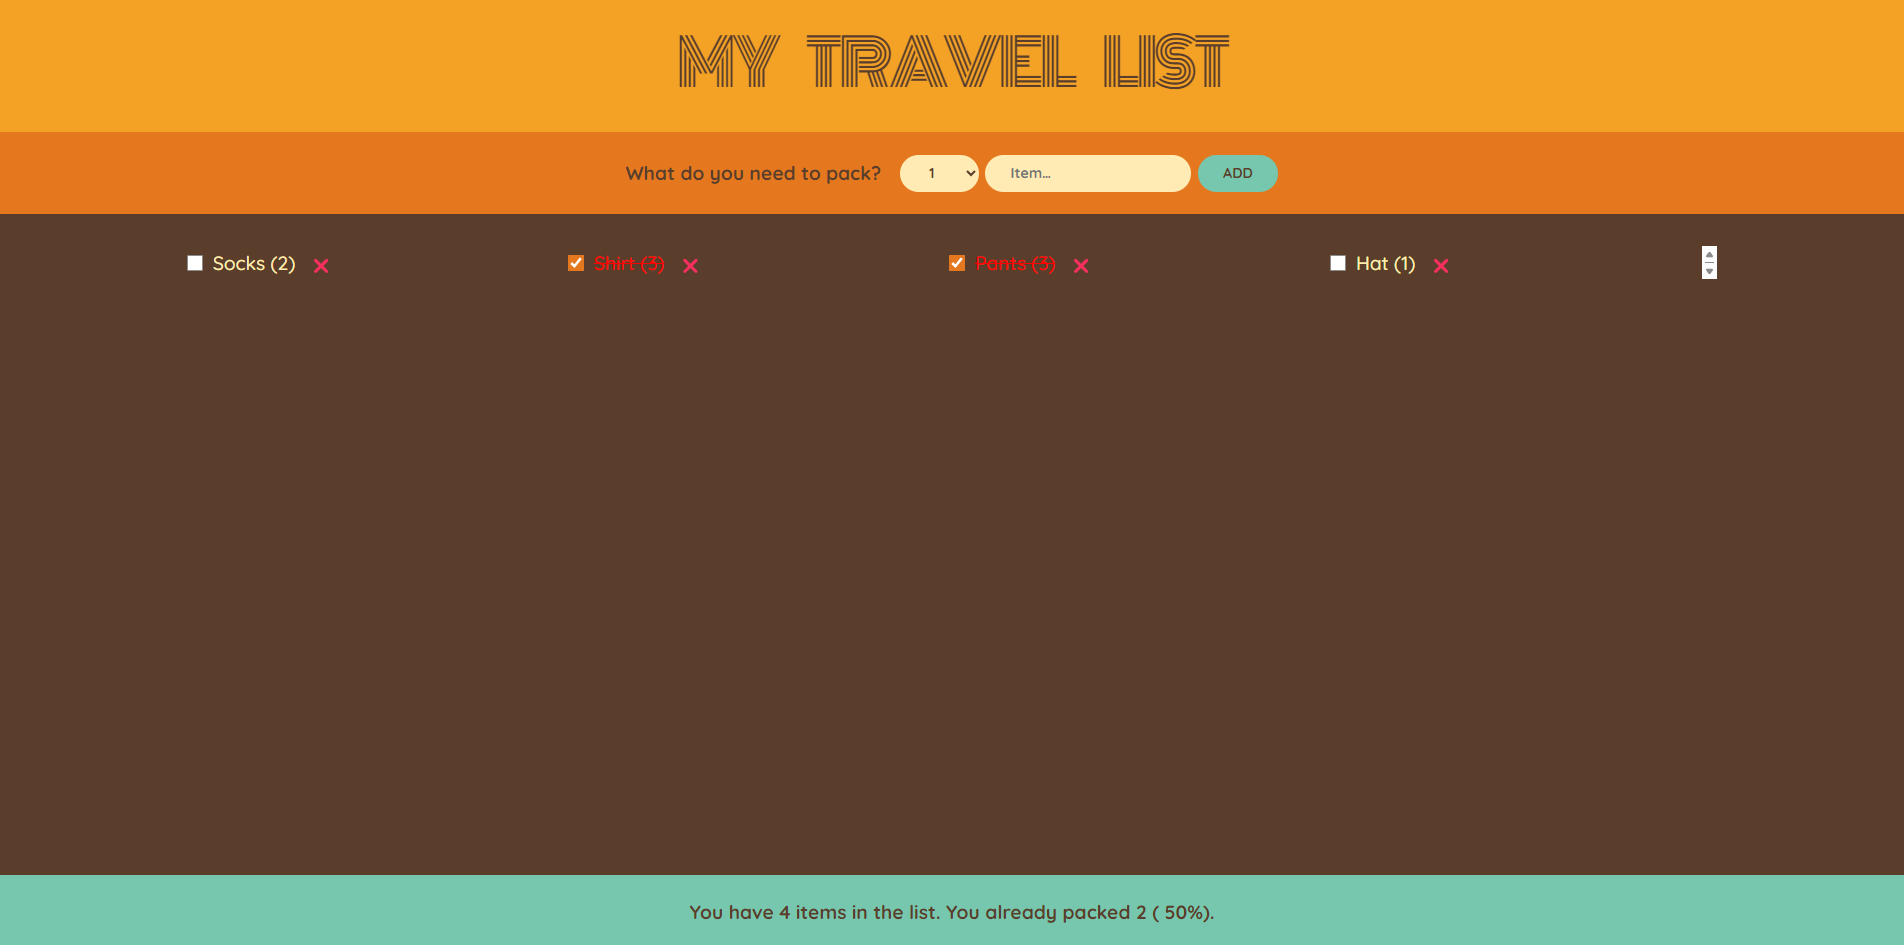 MY TRAVEL LIST
What do you need to pack? 1 Item... ADD
Socks (2) ❌ Shirt (3) ❌ Pants (3) ❌ Hat (1) ❌
You have 4 items in the list. You already packed 2 ( 50%).